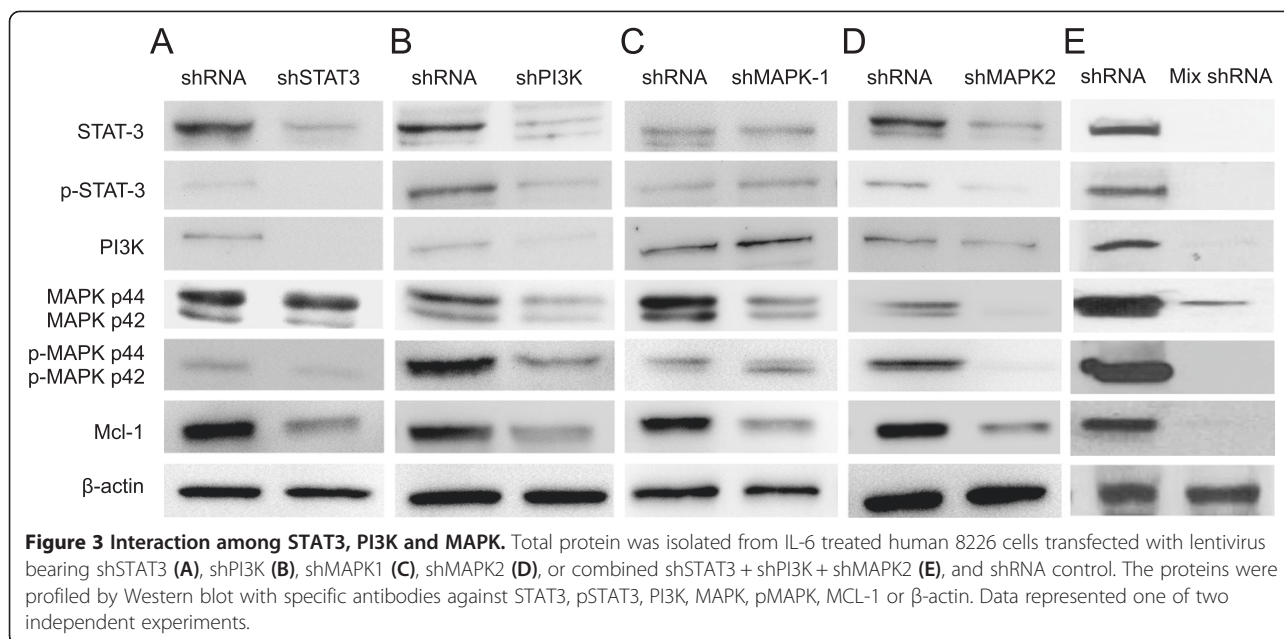 A B C D E
shRNA shSTAT3 shRNA shPI3K shRNA shMAPK-1 shRNA shMAPK2 shRNA Mix shRNA
STAT-3
p-STAT-3
PI3K
MAPK p44
MAPK p42
p-MAPK p44
p-MAPK p42
Mcl-1
β-actin
Figure 3 Interaction among STAT3, PI3K and MAPK. Total protein was isolated from IL-6 treated human 8226 cells transfected with lentivirus
bearing shSTAT3 (A), shPI3K (B), shMAPK1 (C), shMAPK2 (D), or combined shSTAT3 + shPI3K + shMAPK2 (E), and shRNA control. The proteins were
profiled by Western blot with specific antibodies against STAT3, pSTAT3, PI3K, MAPK, pMAPK, MCL-1 or β-actin. Data represented one of two
independent experiments.